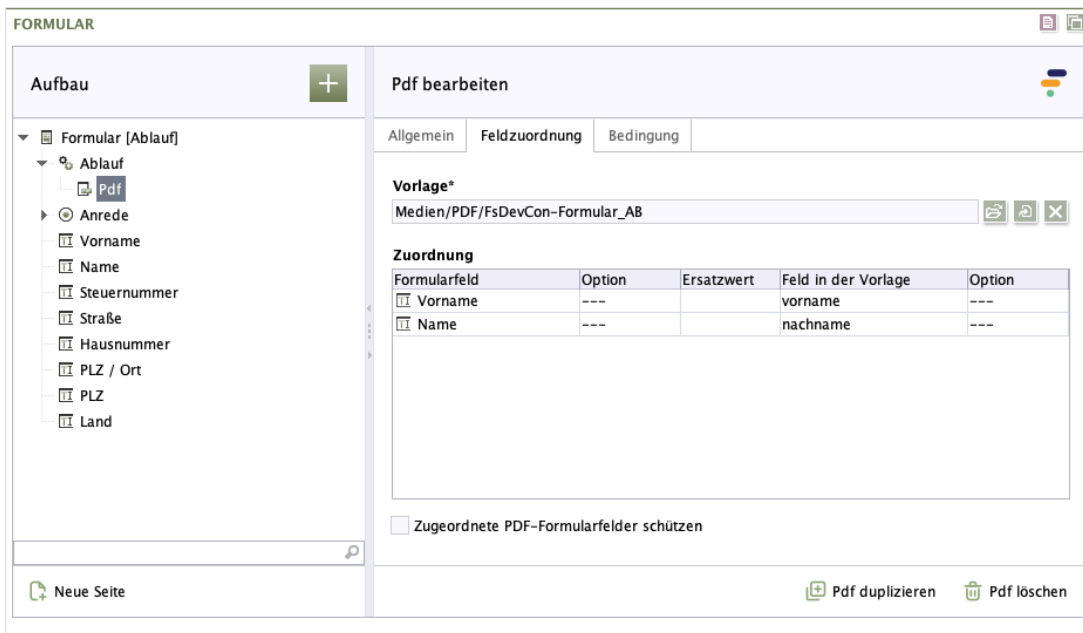 FORMULAR
Aufbau
Formular [Ablauf]
Ablauf
Pdf
Anrede
Vorname
Name
Steuernummer
Straße
Hausnummer
PLZ / Ort
PLZ
Land
Neue Seite
Pdf bearbeiten
Allgemein Feldzuordnung Bedingung
Vorlage*
Medien/PDF/FsDevCon-Formular_AB
Zuordnung
Formularfeld Option Ersatzwert Feld in der Vorlage Option
Vorname --- vorname ---
Name --- nachname ---
Zugeordnete PDF-Formularfelder schützen
Pdf duplizieren Pdf löschen